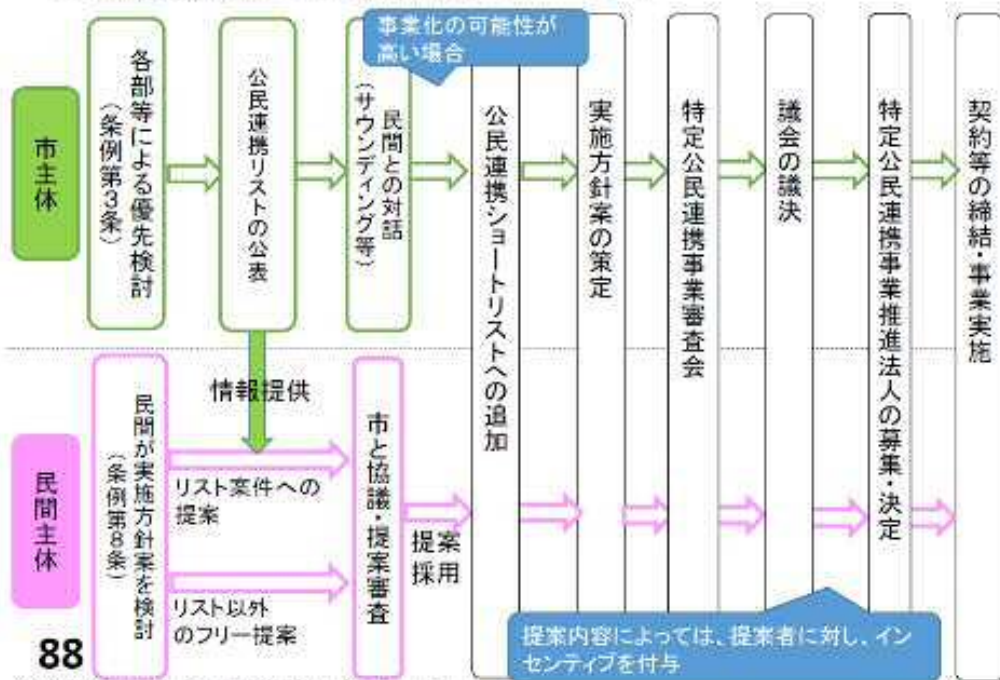 事業化の可能性が
高い場合
市主体
各部等による優先検討
（条例第3条）
公民連携リストの公表
民間との対話
（サウンディング等）
公民連携ショートリストへの追加
実施方針案の策定
特定公民連携事業審査会
議会の議決
特定公民連携事業推進法人の募集・決定
契約等の締結・事業実施
情報提供
民間主体
民間が実施方針案を検討
（条例第8条）
リスト案件への
提案
リスト以外
のフリー提案
市と協議・提案審査
提案
採用
提案内容によっては、提案者に対し、イン
センティブを付与
88